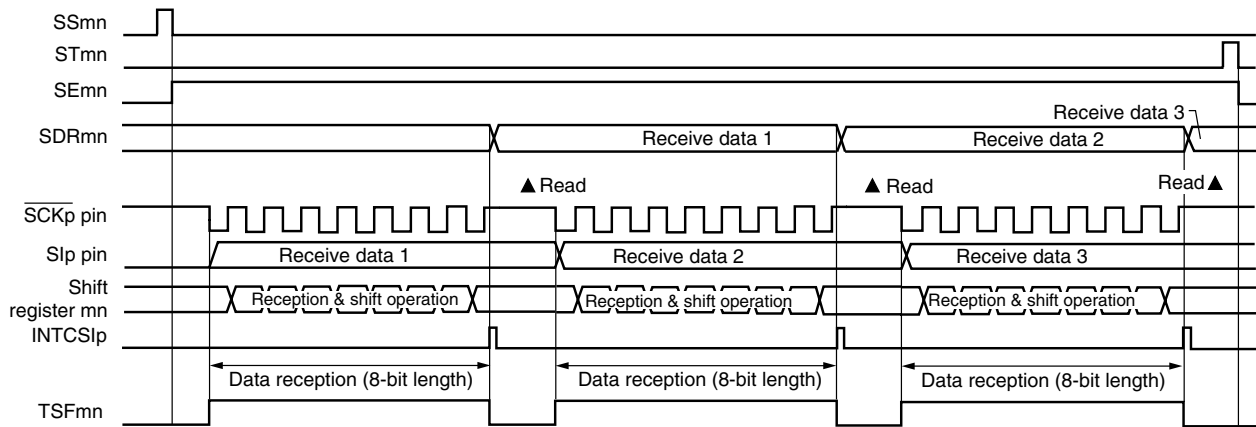 SSmn
STmn
SEmn
SDRmn
Receive data 1
Receive data 2
Receive data 3
▲ Read
▲ Read
Read ▲
SCKp pin
SIp pin
Receive data 1
Receive data 2
Receive data 3
Shift
register mn
Reception & shift operation
Reception & shift operation
Reception & shift operation
INTCSIp
Data reception (8-bit length)
Data reception (8-bit length)
Data reception (8-bit length)
TSFmn